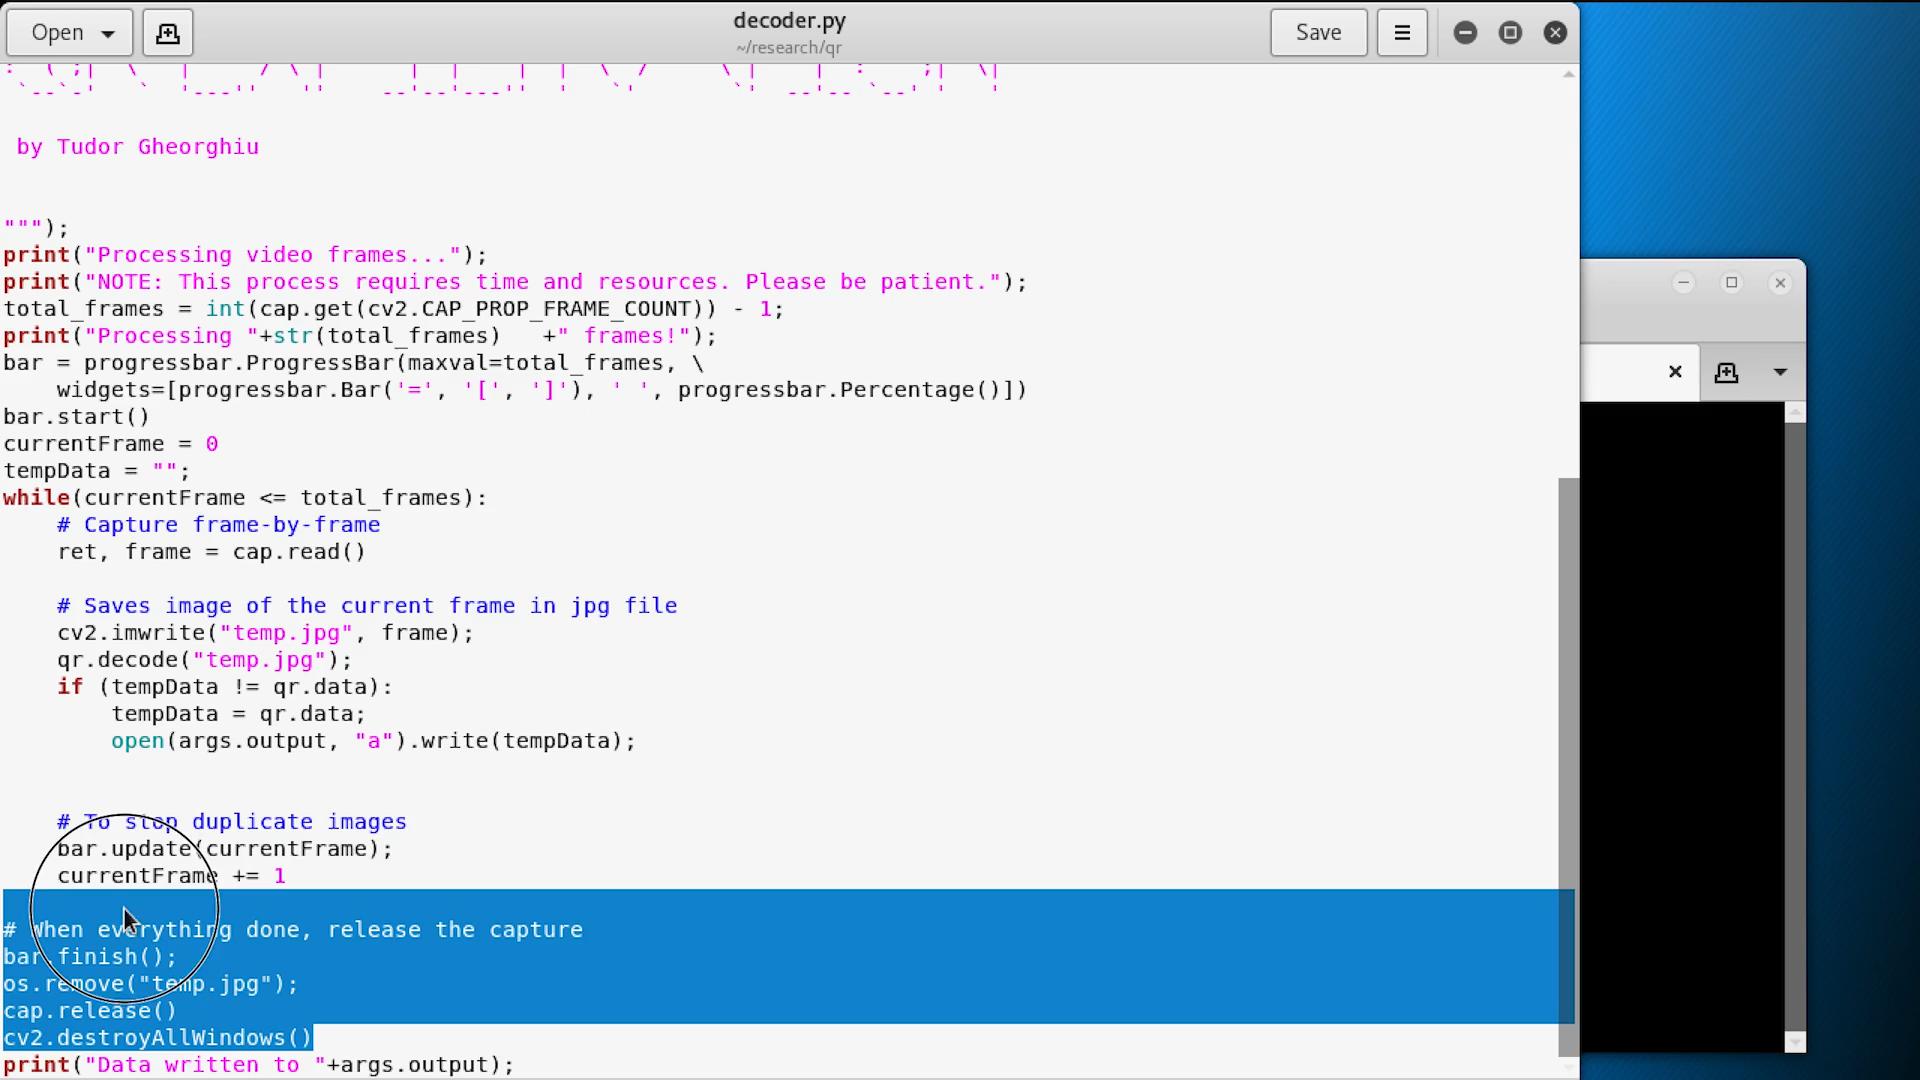 Open
decoder.py
~/research/qr
Save
by Tudor Gheorghiu
""");
print("Processing video frames...");
print("NOTE: This process requires time and resources. Please be patient.");
total_frames = int(cap.get(cv2.CAP_PROP_FRAME_COUNT)) - 1;
print("Processing "+str(total_frames)   +" frames!");
bar = progressbar.ProgressBar(maxval=total_frames, \
    widgets=[progressbar.Bar('=', '[', ']'), ' ', progressbar.Percentage()])
bar.start()
currentFrame = 0
tempData = "";
while(currentFrame <= total_frames):
    # Capture frame-by-frame
    ret, frame = cap.read()
    # Saves image of the current frame in jpg file
    cv2.imwrite("temp.jpg", frame);
    qr.decode("temp.jpg");
    if (tempData != qr.data):
        tempData = qr.data;
        open(args.output, "a").write(tempData);
    # To stop duplicate images
    bar.update(currentFrame);
    currentFrame += 1
# When everything done, release the capture
bar.finish();
os.remove("temp.jpg");
cap.release()
cv2.destroyAllWindows()
print("Data written to "+args.output);